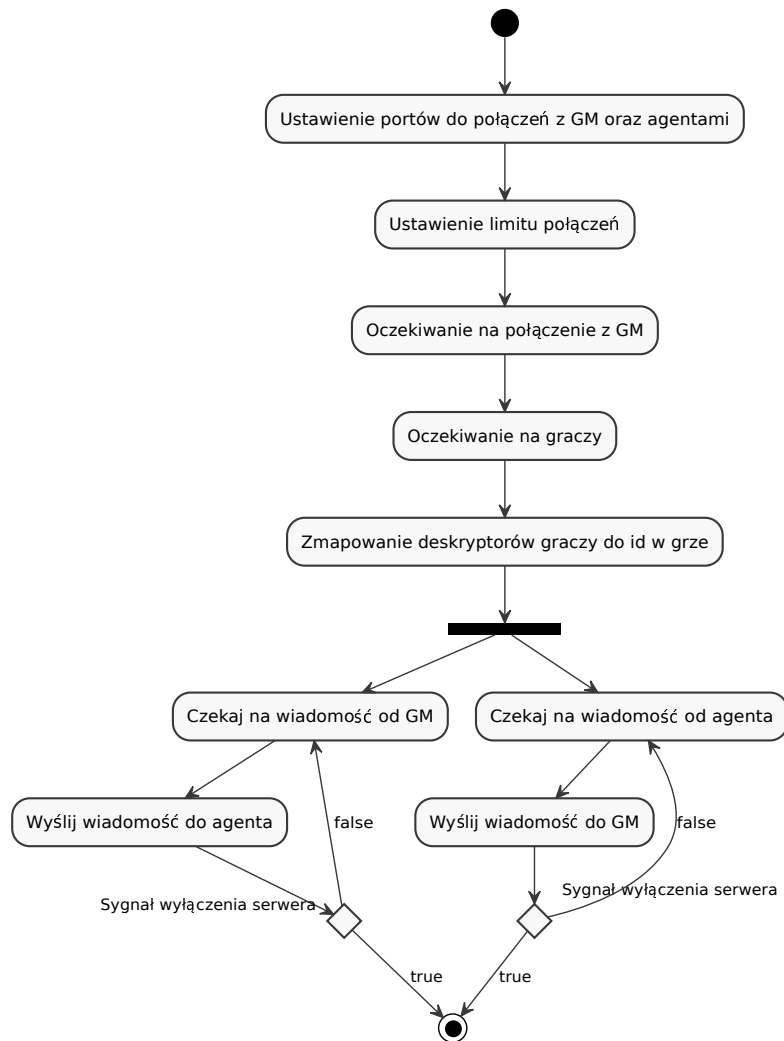 Ustawienie portów do połączeń z GM oraz agentami
Ustawienie limitu połączeń
Oczekiwanie na połączenie z GM
Oczekiwanie na graczy
Zmapowanie deskryptorów graczy do id w grze
Czekaj na wiadomość od GM
Czekaj na wiadomość od agenta
Wyślij wiadomość do agenta
false
Wyślij wiadomość do GM
false
Sygnał wyłączenia serwera
Sygnał wyłączenia serwera
true
true